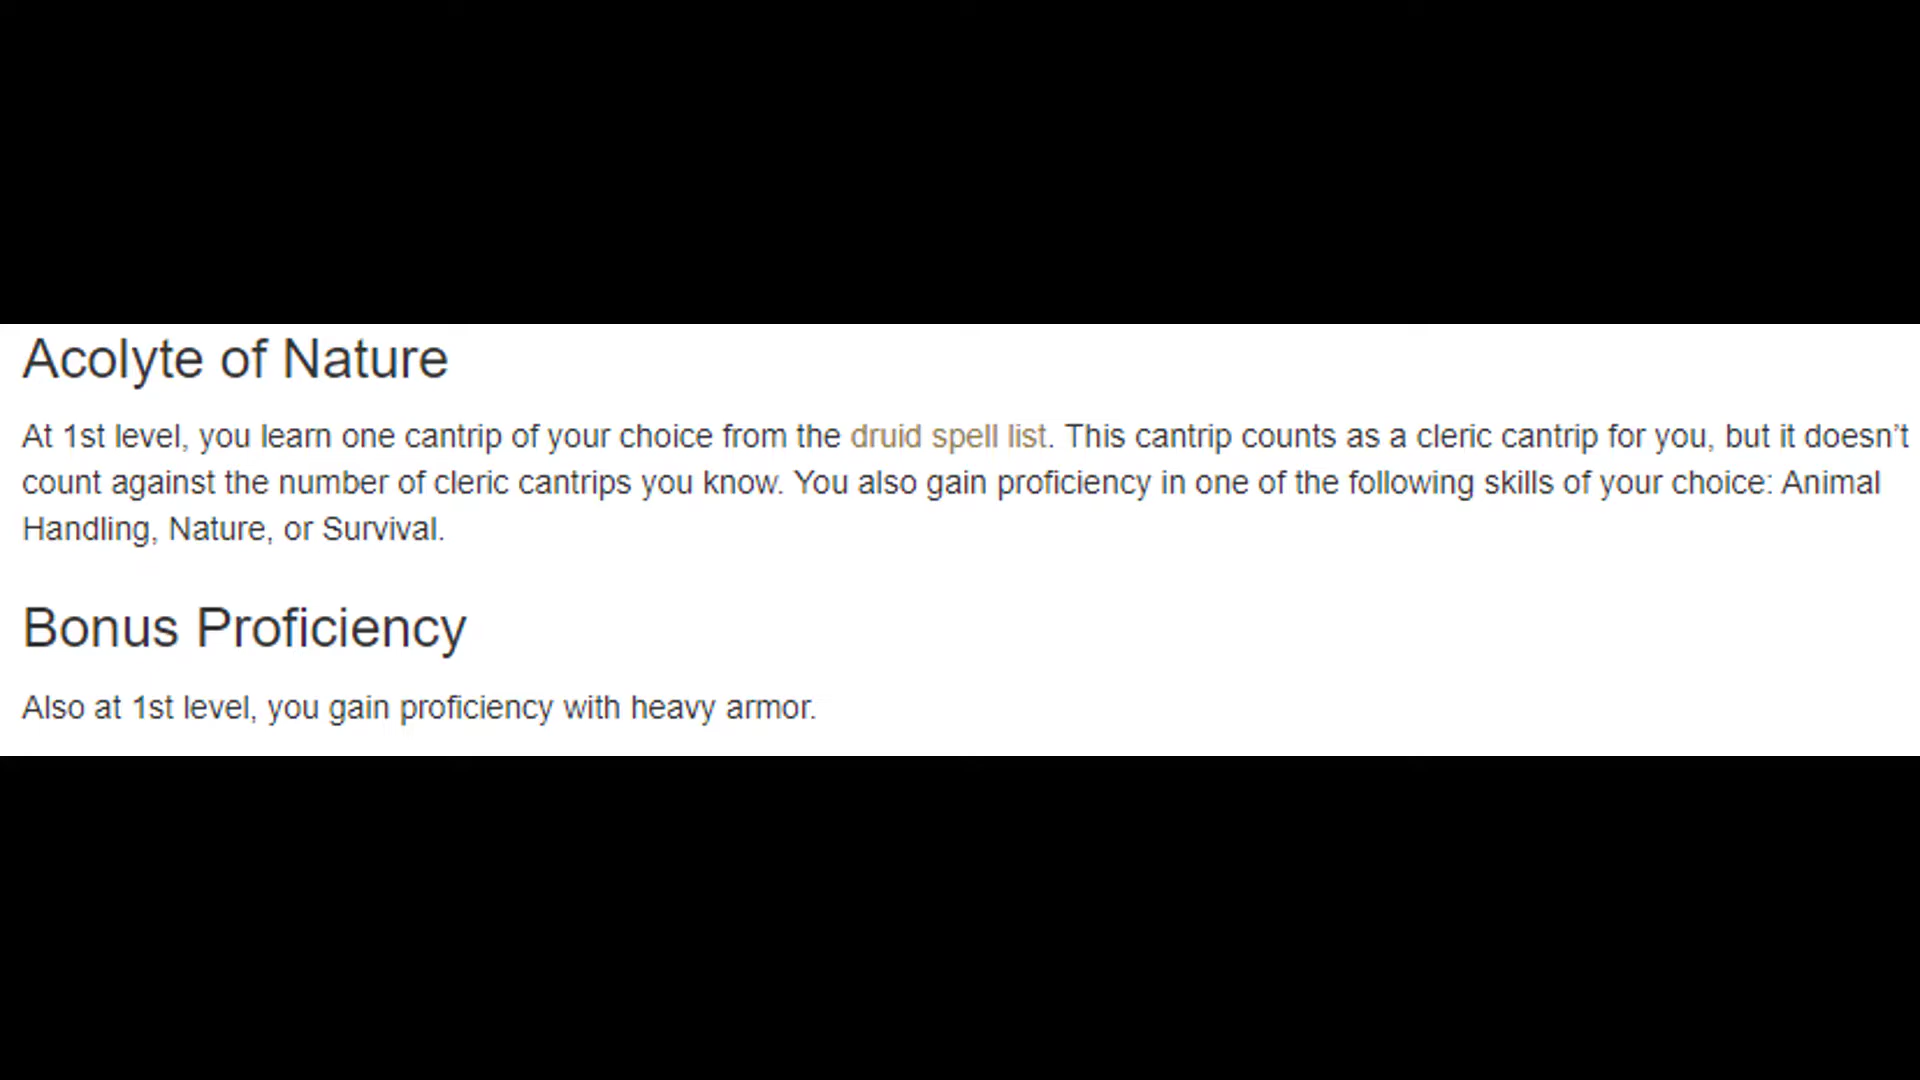 Acolyte of Nature
At 1st level, you learn one cantrip of your choice from the druid spell list. This cantrip counts as a cleric cantrip for you, but it doesn’t
count against the number of cleric cantrips you know. You also gain proficiency in one of the following skills of your choice: Animal
Handling, Nature, or Survival.
Bonus Proficiency
Also at 1st level, you gain proficiency with heavy armor.